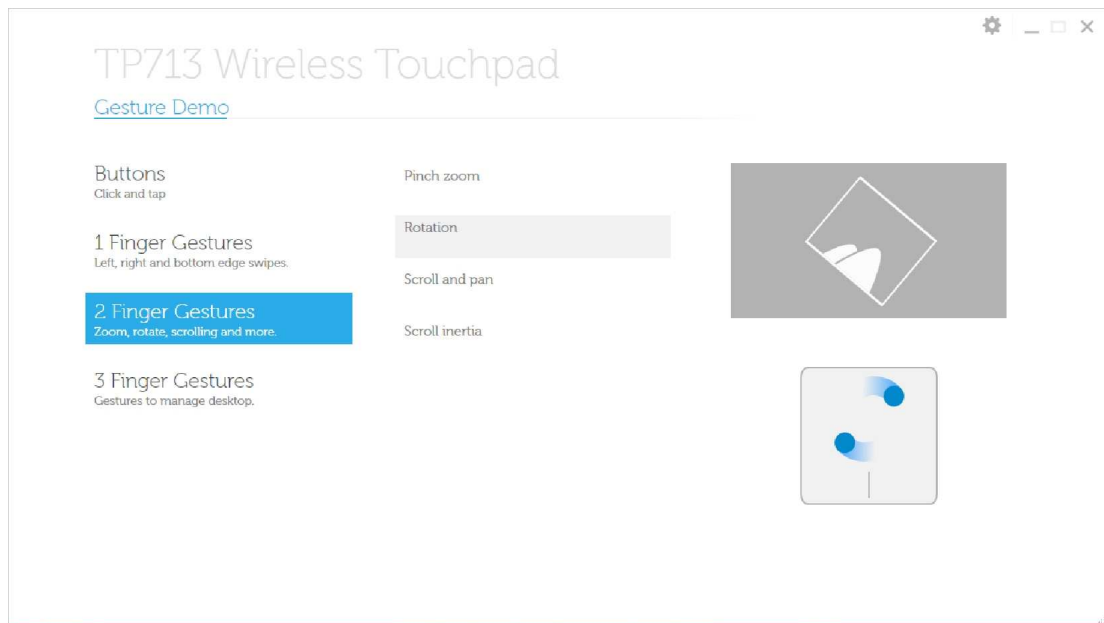 TP713 Wireless Touchpad
Gesture Demo
Buttons
Click and tap
1 Finger Gestures
Left, right and bottom edge swipes.
2 Finger Gestures
Zoom, rotate, scrolling and more.
3 Finger Gestures
Gestures to manage desktop.
Pinch zoom
Rotation
Scroll and pan
Scroll inertia